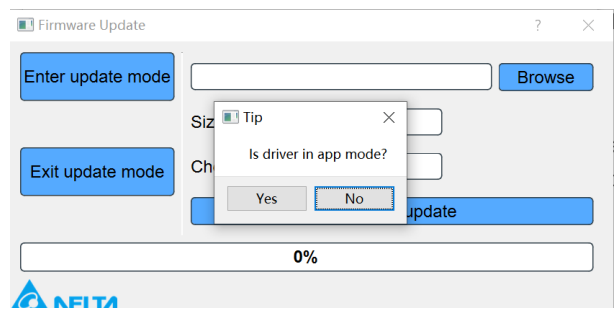 Firmware Update
?
Enter update mode
Browse
Siz
Tip
Is driver in app mode?
Exit update mode
Ch
Yes
No
update
0%
NELTA